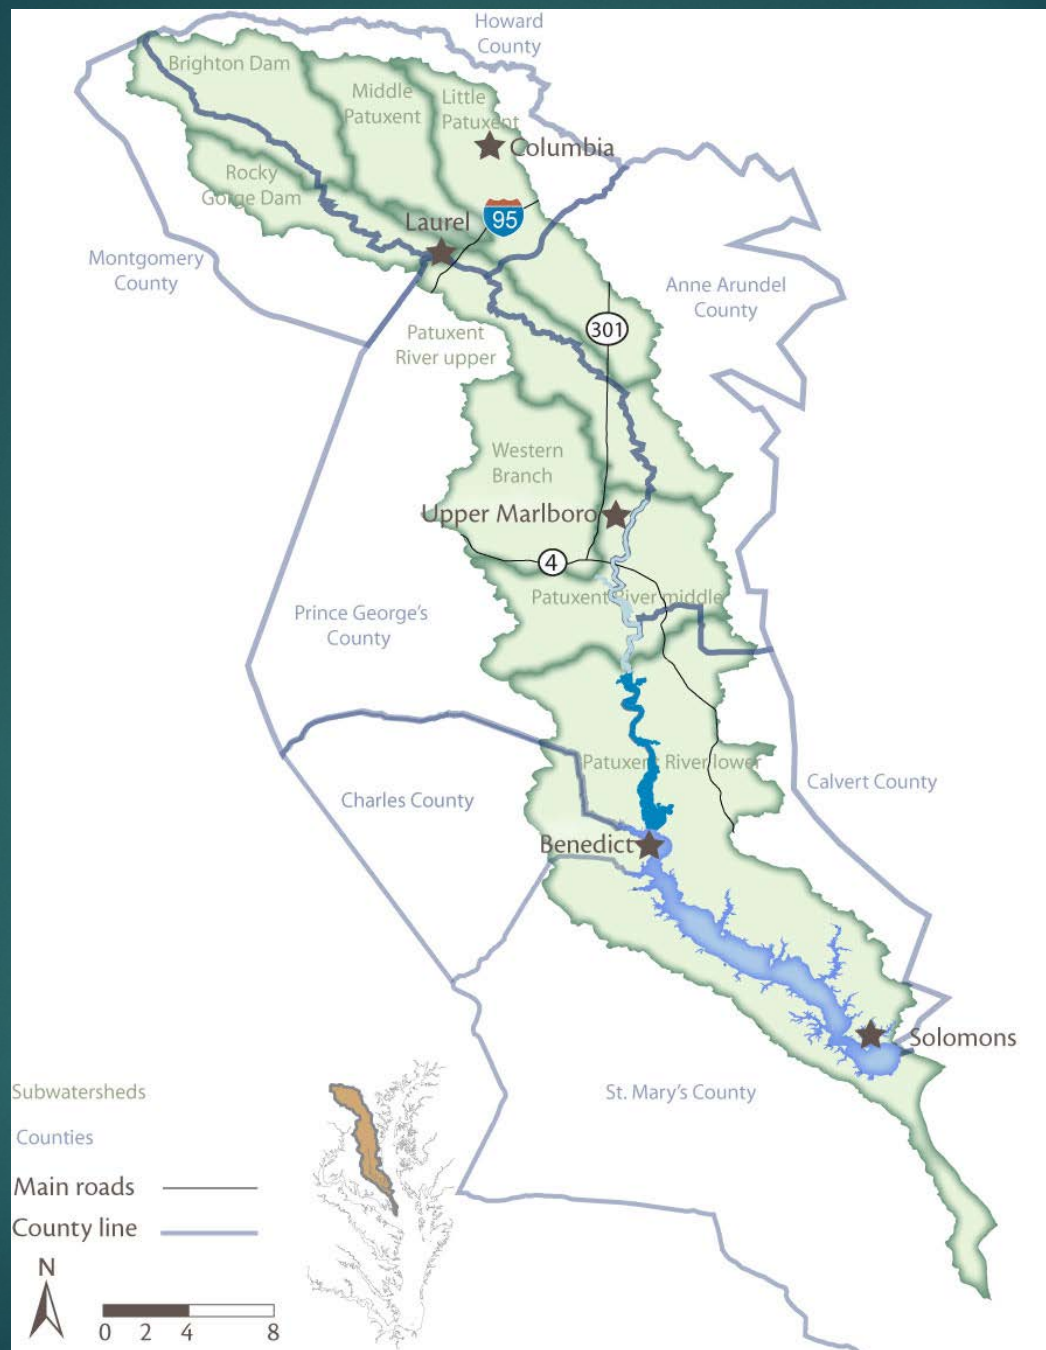 Howard
County
Brighton Dam
Middle
Patuxent
Little
Patuxent
Columbia
Rocky
Gorge Dam
Laurel
95
Montgomery
County
Anne Arundel
County
301
Patuxent
River upper
Western
Branch
Upper Marlboro
4
Patuxent River middle
Prince George's
County
Patuxent River lower
Calvert County
Charles County
Benedict
Solomons
St. Mary's County
Subwatersheds
Counties
Main roads
County line
N
0 2 4 8